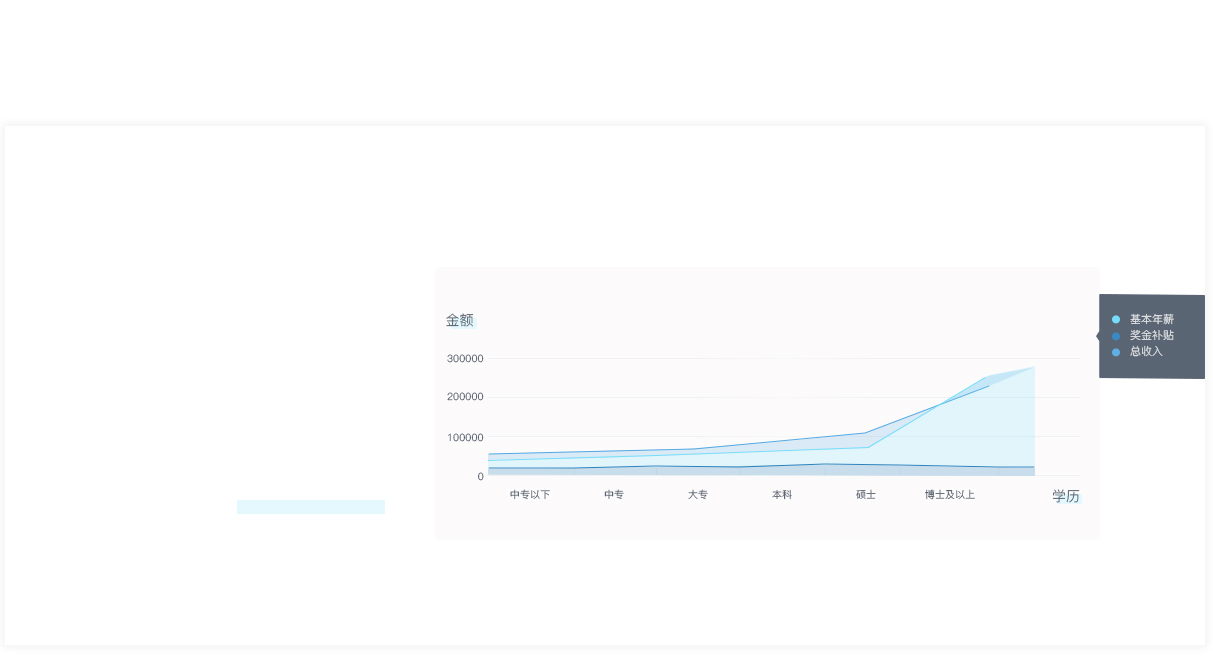 金额
300000
200000
100000
0
中专以下 中专 大专 本科 硕士 博士及以上 学历
基本年薪
奖金补贴
总收入